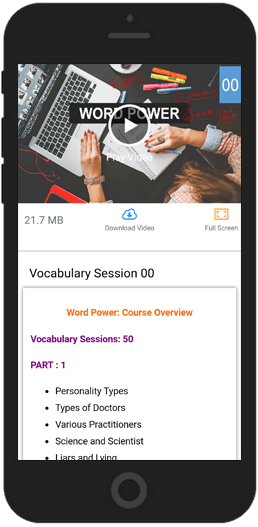 00
WORD POWER
Play Video
21.7 MB
Download Video
Full Screen
Vocabulary Session 00
Word Power: Course Overview
Vocabulary Sessions: 50
PART : 1
Personality Types
Types of Doctors
Various Practitioners
Science and Scientist
Liars and Lying